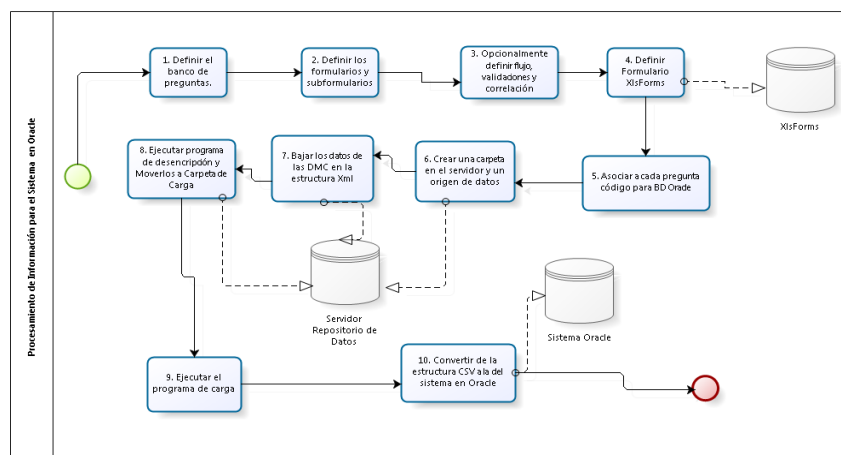 Procesamiento de Información para el Sistema en Oracle
1. Definir el
banco de
preguntas.
2. Definir los
formularios y
subformularios
3. Opcionalmente
definir flujo,
validaciones y
correlación
4. Definir
Formulario
XlsForms
XlsForms
8. Ejecutar programa
de desencripción y
Moverlos a Carpeta de
Carga
7. Bajar los datos de
las DMC en la
estructura Xml
6. Crear una carpeta
en el servidor y un
origen de datos
5. Asociar a cada pregunta
código para BD Oracle
Servidor
Repositorio de
Datos
Sistema Oracle
9. Ejecutar el
programa de carga
10. Convertir de la
estructura CSV a la del
sistema en Oracle